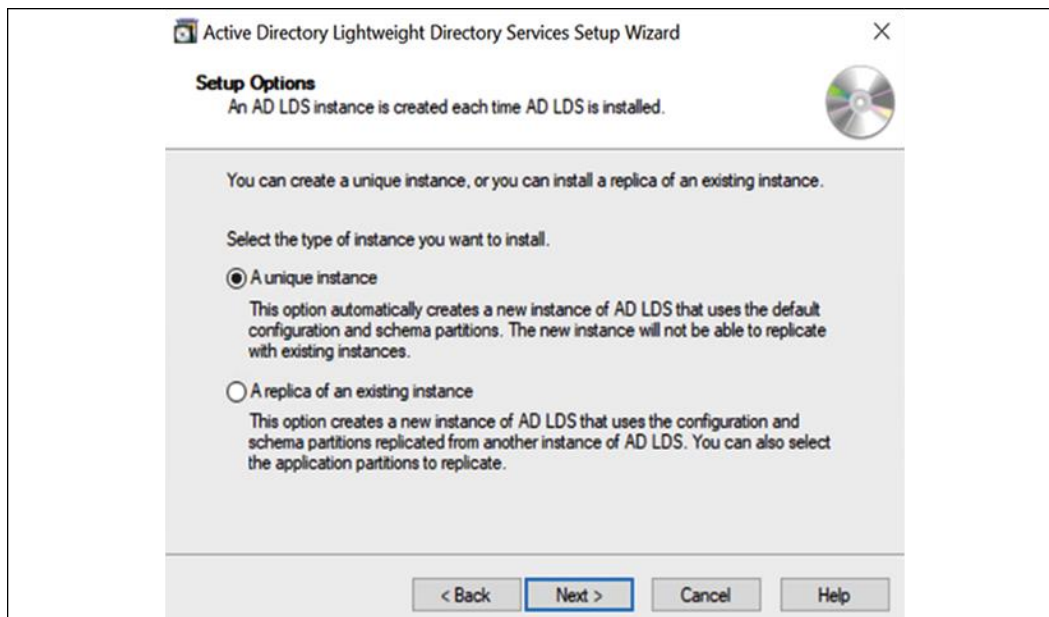 Active Directory Lightweight Directory Services Setup Wizard
Setup Options
An AD LDS instance is created each time AD LDS is installed.
You can create a unique instance, or you can install a replica of an existing instance.
Select the type of instance you want to install.
A unique instance
This option automatically creates a new instance of AD LDS that uses the default
configuration and schema partitions. The new instance will not be able to replicate
with existing instances.
A replica of an existing instance
This option creates a new instance of AD LDS that uses the configuration and
schema partitions replicated from another instance of AD LDS. You can also select
the application partitions to replicate.
< Back Next > Cancel Help